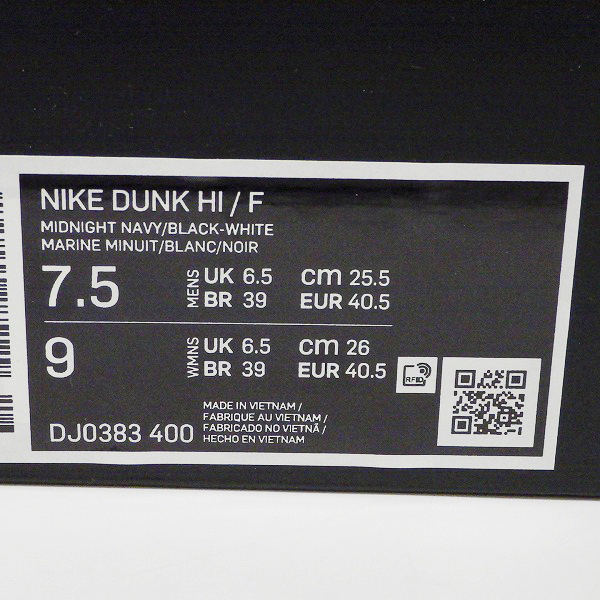 NIKE DUNK HI / F
MIDNIGHT NAVY/BLACK-WHITE
MARINE MINUIT/BLANC/NOIR
7.5 MENS UK 6.5 cm 25.5
BR 39 EUR 40.5
9 WMNS UK 6.5 cm 26
BR 39 EUR 40.5
RFID
DJ0383 400
MADE IN VIETNAM /
FABRIQUE AU VIETNAM /
FABRICADO NO VIETNÃ /
HECHO EN VIETNAM